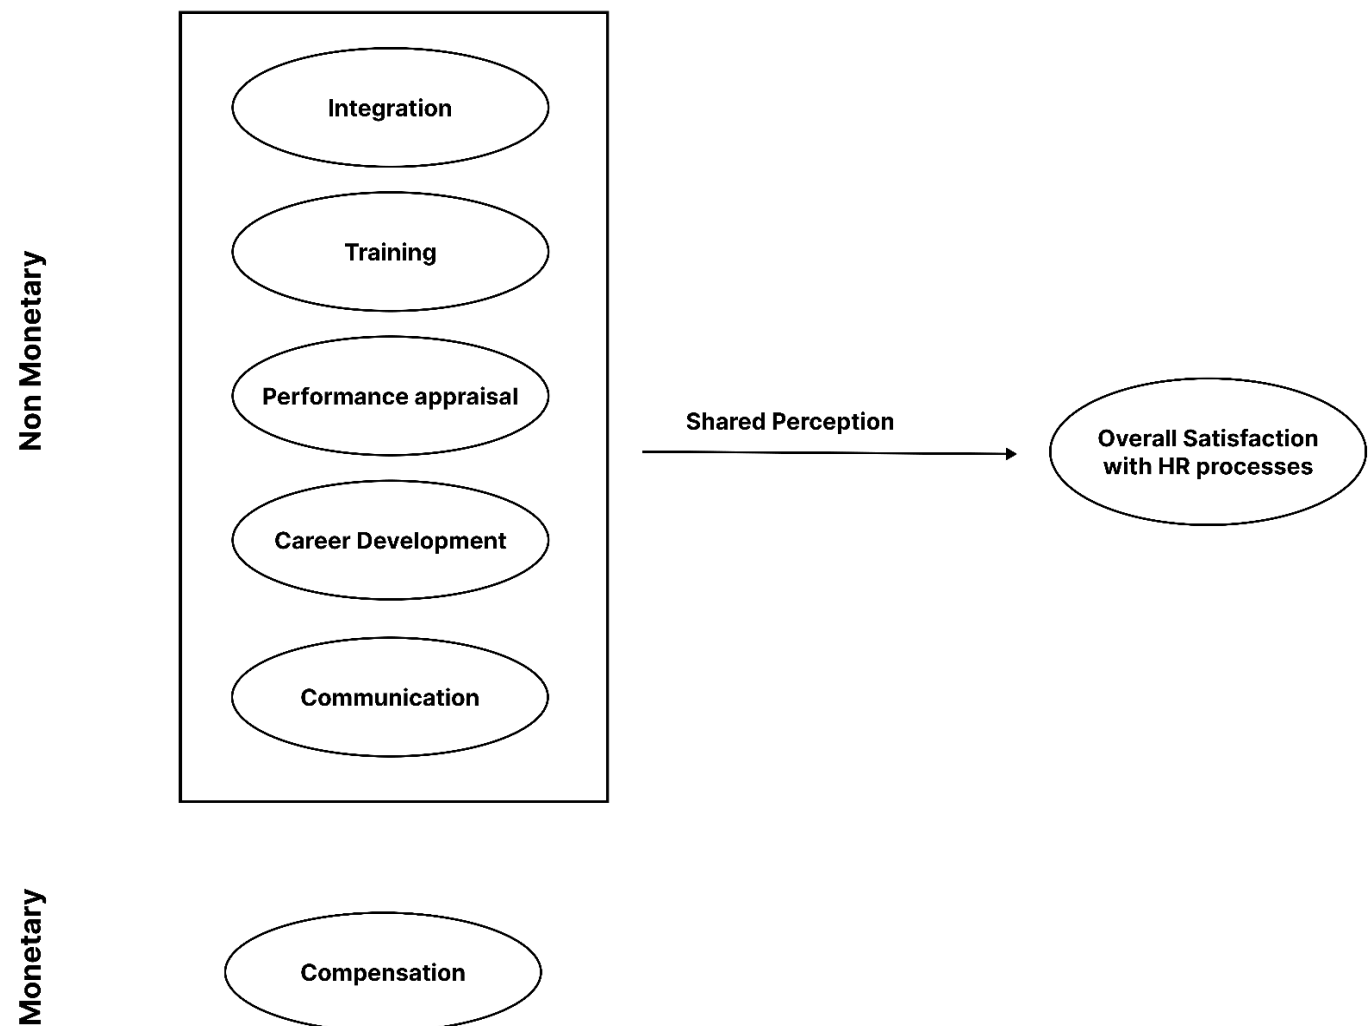 Non Monetary
Integration
Training
Performance appraisal
Career Development
Communication
Shared Perception
Overall Satisfaction
with HR processes
Monetary
Compensation